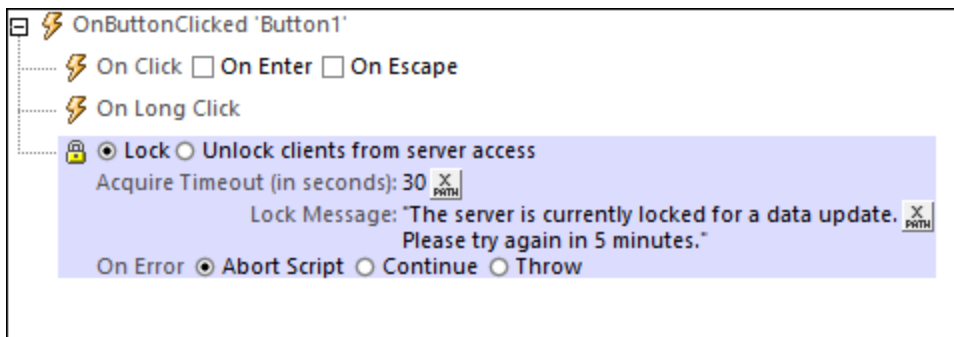 OnButtonClicked 'Button1'
On Click On Enter On Escape
On Long Click
Lock Unlock clients from server access
Acquire Timeout (in seconds): 30 X PATH
Lock Message: "The server is currently locked for a data update. X PATH
Please try again in 5 minutes."
On Error Abort Script Continue Throw